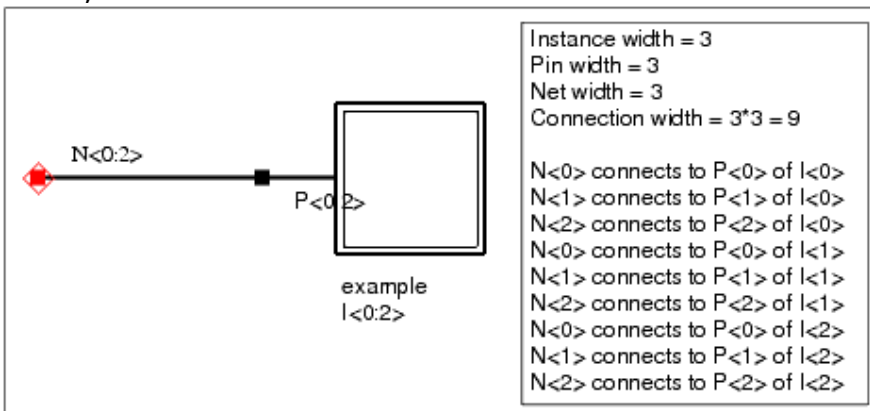 N<0:2>
P<0:2>
example
I<0:2>
Instance width = 3
Pin width = 3
Net width = 3
Connection width = 3*3 = 9
N<0> connects to P<0> of I<0>
N<1> connects to P<1> of I<0>
N<2> connects to P<2> of I<0>
N<0> connects to P<0> of I<1>
N<1> connects to P<1> of I<1>
N<2> connects to P<2> of I<1>
N<0> connects to P<0> of I<2>
N<1> connects to P<1> of I<2>
N<2> connects to P<2> of I<2>